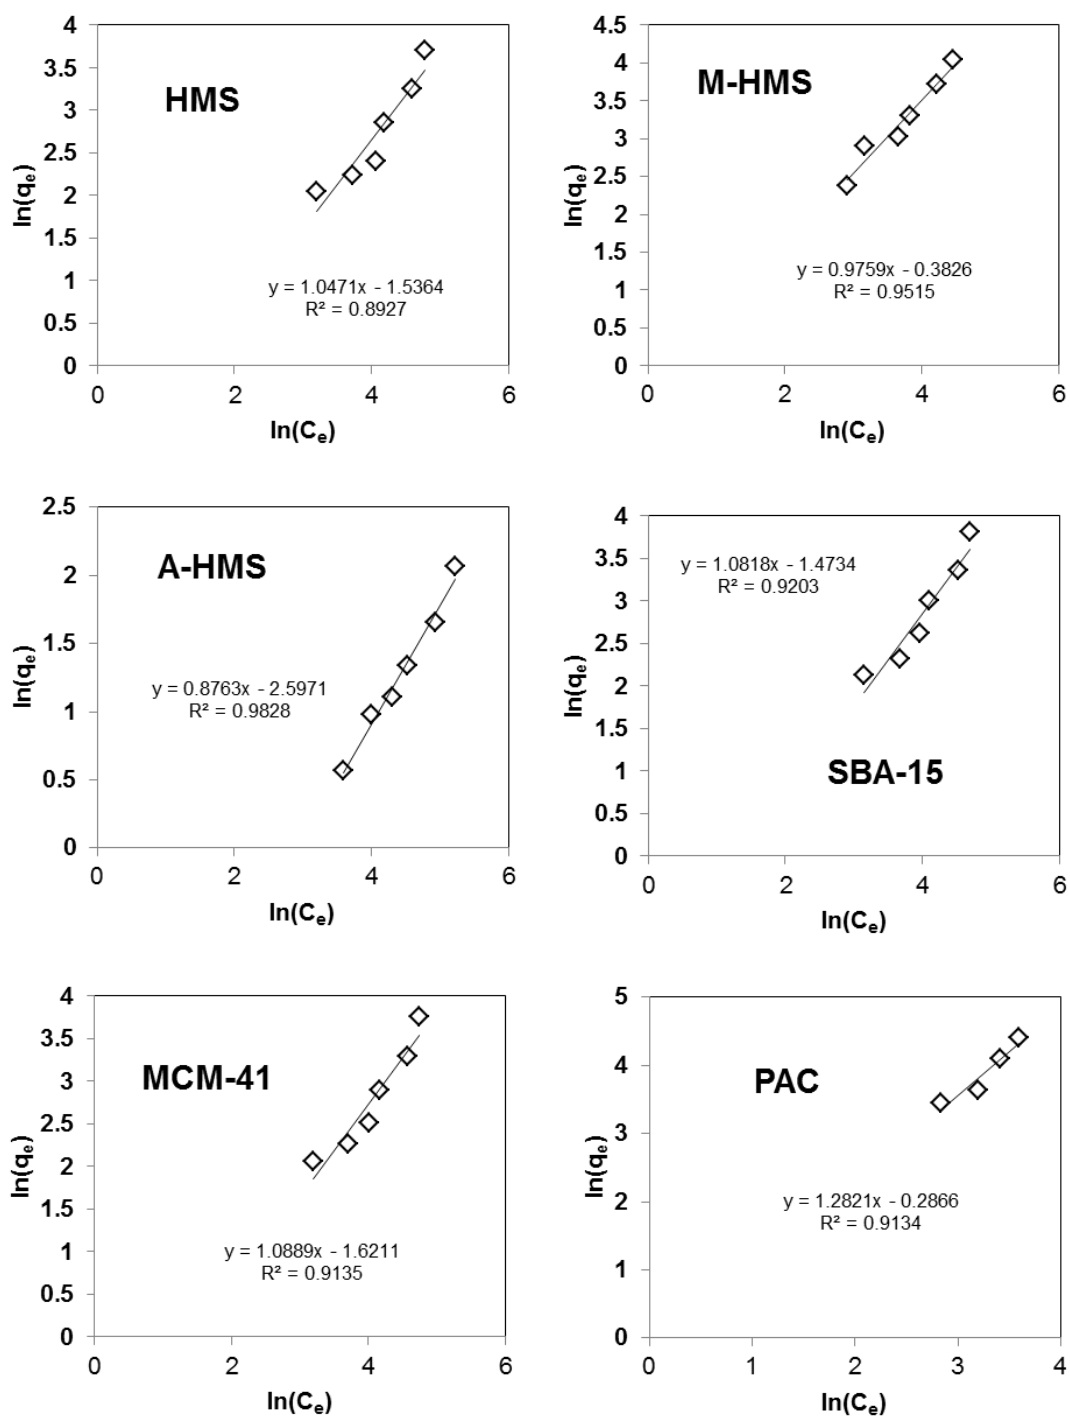 HMS
4
3.5
3
2.5
2
1.5
1
0.5
0
ln(qe)
y = 1.0471x - 1.5364
R² = 0.8927
0 2 4 6
ln(Ce)
M-HMS
4.5
4
3.5
3
2.5
2
1.5
1
0.5
0
ln(qe)
y = 0.9759x - 0.3826
R² = 0.9515
0 2 4 6
ln(Ce)
A-HMS
2.5
2
1.5
1
0.5
0
ln(qe)
y = 0.8763x - 2.5971
R² = 0.9828
0 2 4 6
ln(Ce)
4
3.5
3
2.5
2
1.5
1
0.5
0
ln(qe)
y = 1.0818x - 1.4734
R² = 0.9203
SBA-15
0 2 4 6
ln(Ce)
MCM-41
4
3.5
3
2.5
2
1.5
1
0.5
0
ln(qe)
y = 1.0889x - 1.6211
R² = 0.9135
0 2 4 6
ln(Ce)
PAC
5
4
3
2
1
0
ln(qe)
y = 1.2821x - 0.2866
R² = 0.9134
0 1 2 3 4
ln(Ce)